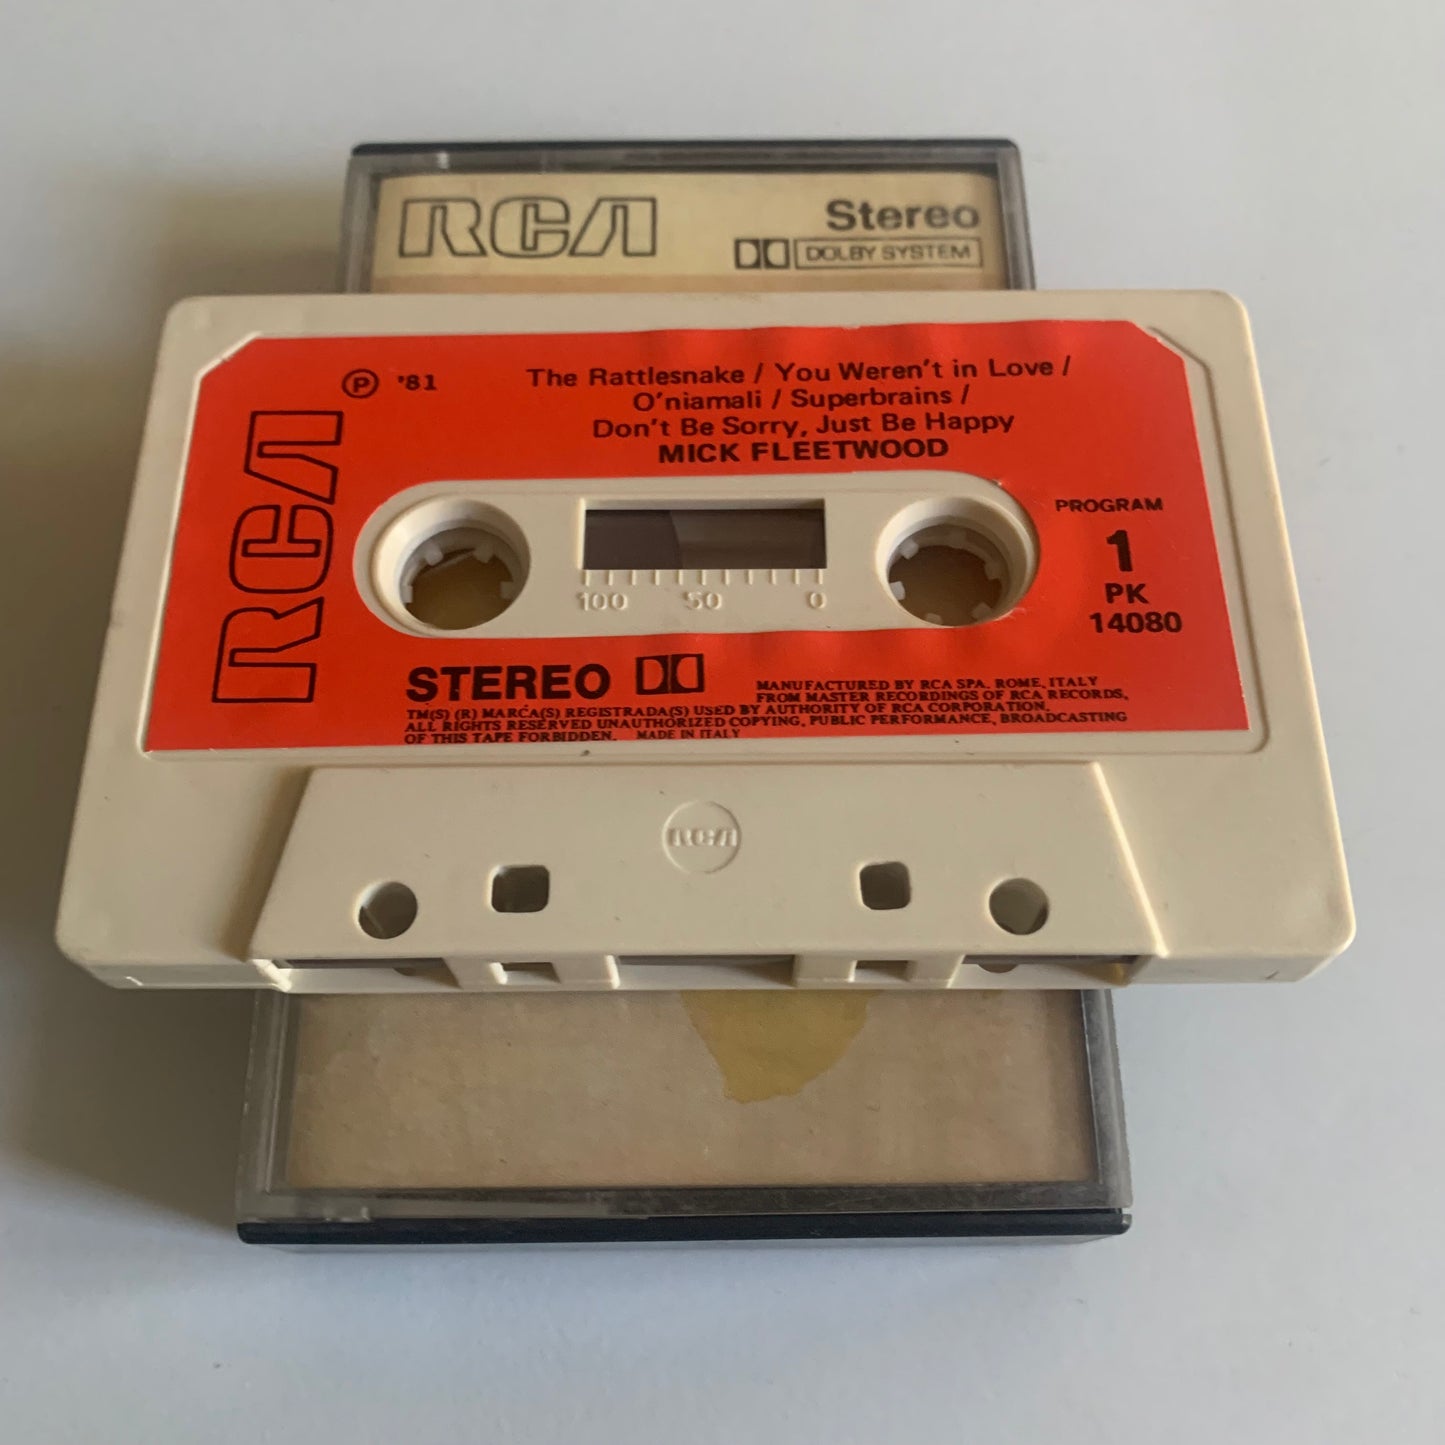 RCA
Stereo
DOLBY SYSTEM
RCA
Ⓟ '81
The Rattlesnake / You Weren't in Love /
O'niamali / Superbrains /
Don't Be Sorry, Just Be Happy
MICK FLEETWOOD
PROGRAM
1
PK
14080
100 50 0
STEREO
MANUFACTURED BY RCA SPA. ROME, ITALY
FROM MASTER RECORDINGS OF RCA RECORDS,
TM(S) (R) MARCA(S) REGISTRADA(S) USED BY AUTHORITY OF RCA CORPORATION.
ALL RIGHTS RESERVED UNAUTHORIZED COPYING, PUBLIC PERFORMANCE, BROADCASTING
OF THIS TAPE FORBIDDEN. MADE IN ITALY
RCA